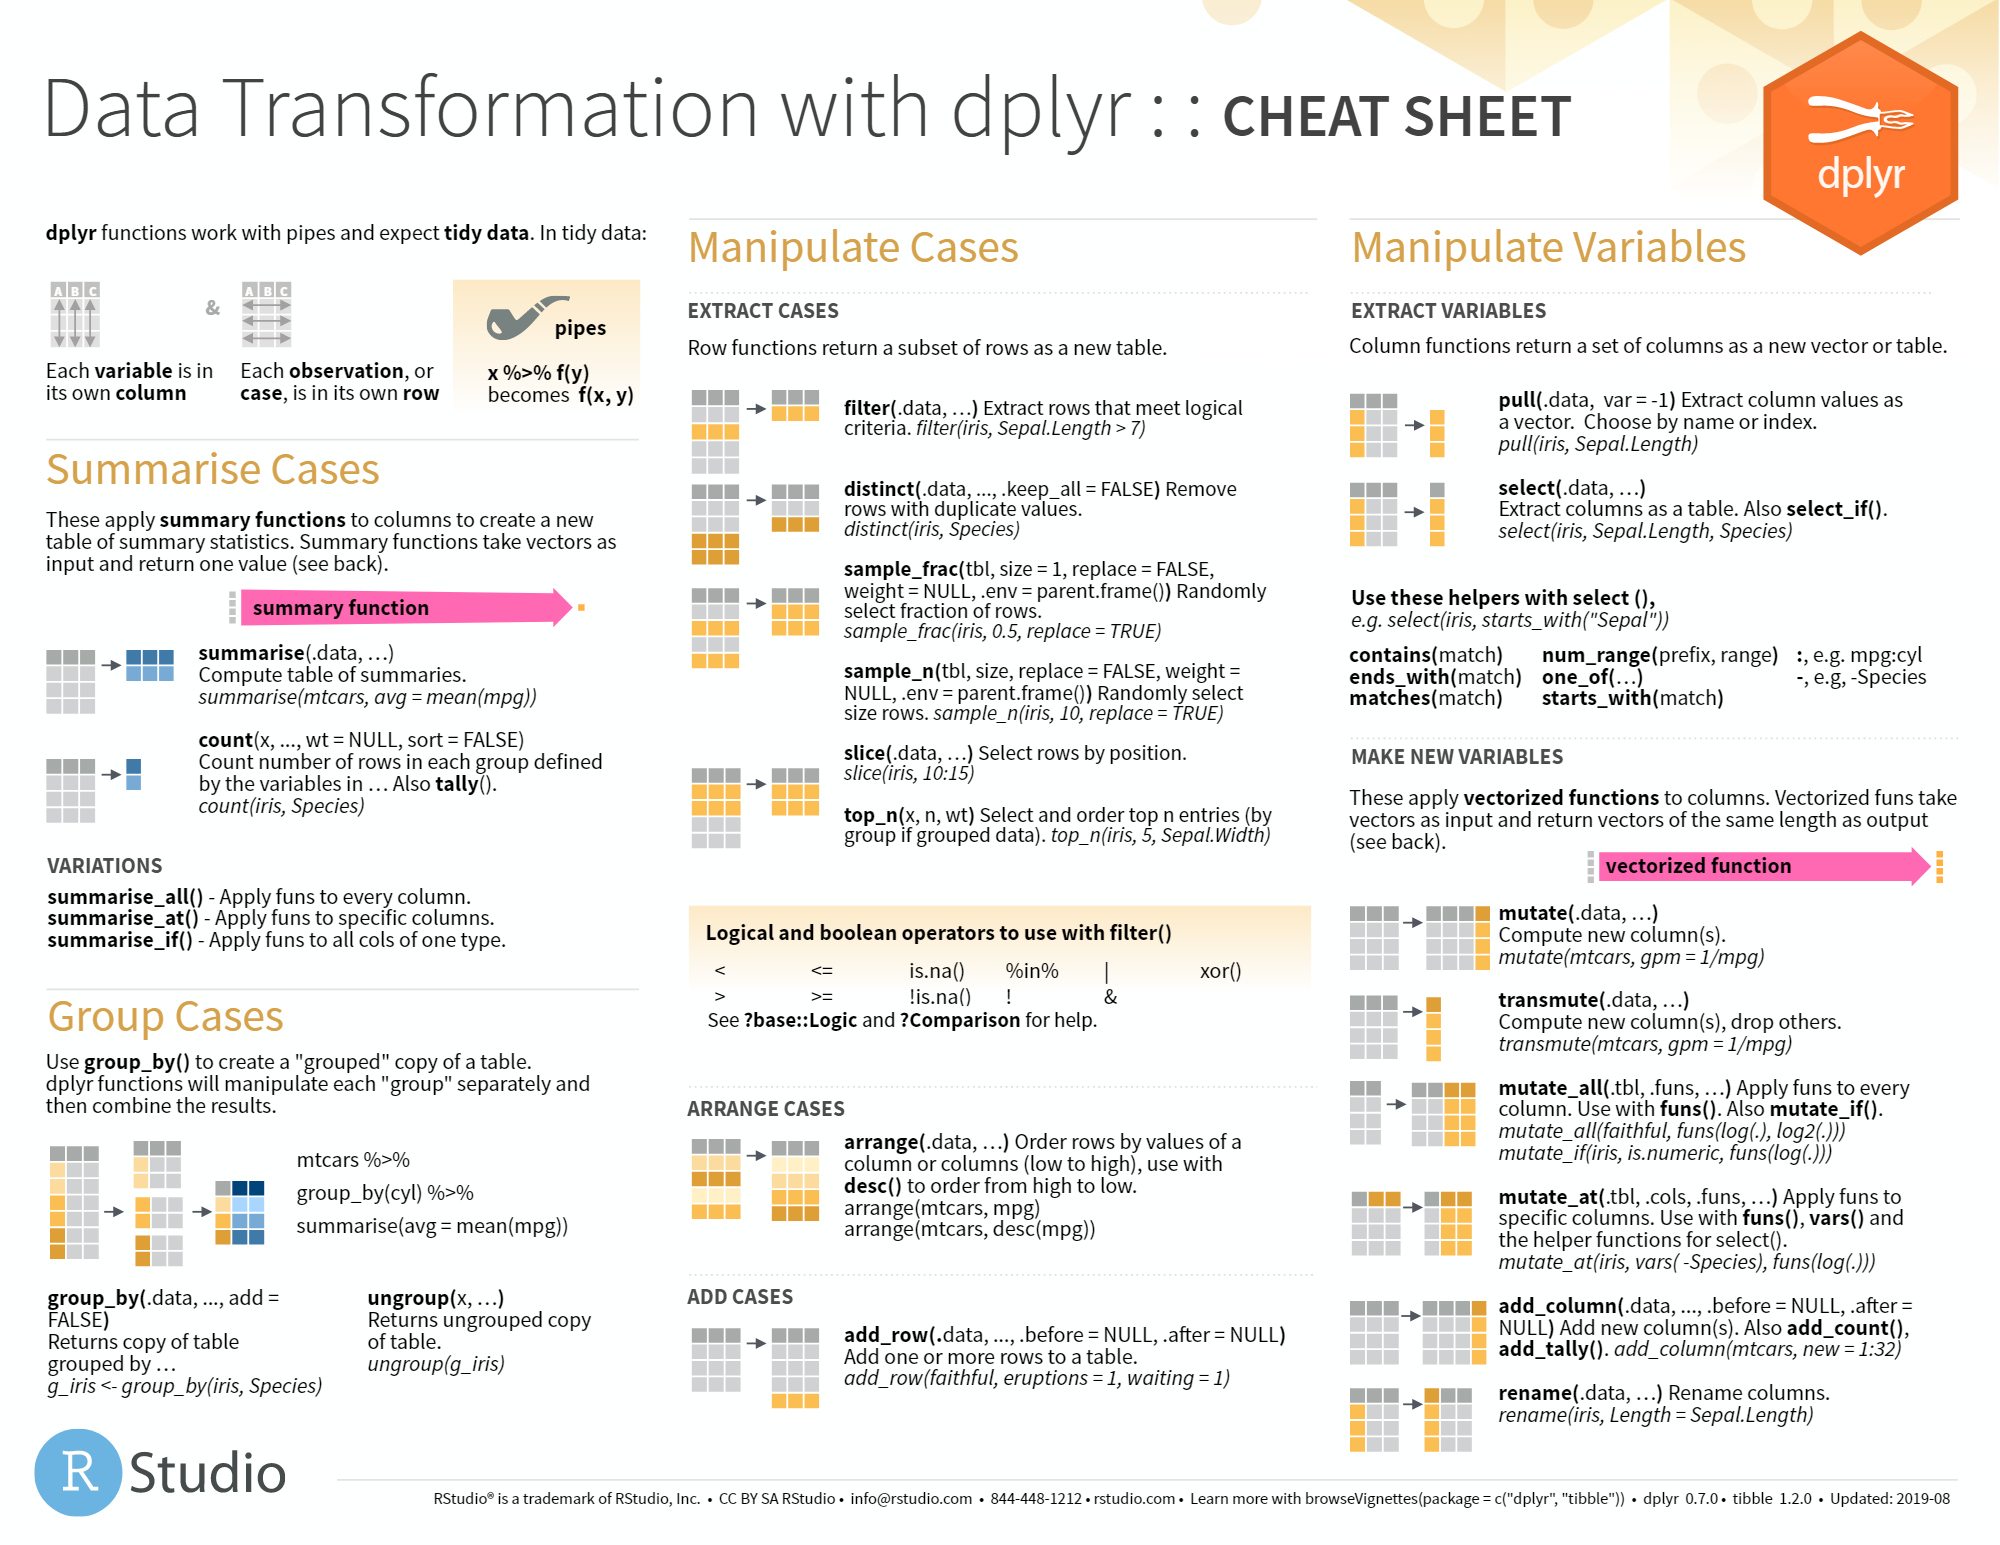 Data Transformation with dplyr : : CHEAT SHEET
dplyr
dplyr functions work with pipes and expect tidy data. In tidy data:
A B C
&
A B C
pipes
Each variable is in
its own column
Each observation, or
case, is in its own row
x %>% f(y)
becomes f(x, y)
Summarise Cases
These apply summary functions to columns to create a new
table of summary statistics. Summary functions take vectors as
input and return one value (see back).
summary function
summarise(.data, …)
Compute table of summaries.
summarise(mtcars, avg = mean(mpg))
count(x, ..., wt = NULL, sort = FALSE)
Count number of rows in each group defined
by the variables in … Also tally().
count(iris, Species)
VARIATIONS
summarise_all() - Apply funs to every column.
summarise_at() - Apply funs to specific columns.
summarise_if() - Apply funs to all cols of one type.
Group Cases
Use group_by() to create a "grouped" copy of a table.
dplyr functions will manipulate each "group" separately and
then combine the results.
mtcars %>%
group_by(cyl) %>%
summarise(avg = mean(mpg))
group_by(.data, ..., add =
FALSE)
Returns copy of table
grouped by …
g_iris <- group_by(iris, Species)
ungroup(x, …)
Returns ungrouped copy
of table.
ungroup(g_iris)
Manipulate Cases
EXTRACT CASES
Row functions return a subset of rows as a new table.
filter(.data, …) Extract rows that meet logical
criteria. filter(iris, Sepal.Length > 7)
distinct(.data, ..., .keep_all = FALSE) Remove
rows with duplicate values.
distinct(iris, Species)
sample_frac(tbl, size = 1, replace = FALSE,
weight = NULL, .env = parent.frame()) Randomly
select fraction of rows.
sample_frac(iris, 0.5, replace = TRUE)
sample_n(tbl, size, replace = FALSE, weight =
NULL, .env = parent.frame()) Randomly select
size rows. sample_n(iris, 10, replace = TRUE)
slice(.data, …) Select rows by position.
slice(iris, 10:15)
top_n(x, n, wt) Select and order top n entries (by
group if grouped data). top_n(iris, 5, Sepal.Width)
Logical and boolean operators to use with filter()
< <= is.na() %in% | xor()
> >= !is.na() ! &
See ?base::Logic and ?Comparison for help.
ARRANGE CASES
arrange(.data, …) Order rows by values of a
column or columns (low to high), use with
desc() to order from high to low.
arrange(mtcars, mpg)
arrange(mtcars, desc(mpg))
ADD CASES
add_row(.data, ..., .before = NULL, .after = NULL)
Add one or more rows to a table.
add_row(faithful, eruptions = 1, waiting = 1)
Manipulate Variables
EXTRACT VARIABLES
Column functions return a set of columns as a new vector or table.
pull(.data, var = -1) Extract column values as
a vector. Choose by name or index.
pull(iris, Sepal.Length)
select(.data, …)
Extract columns as a table. Also select_if().
select(iris, Sepal.Length, Species)
Use these helpers with select (),
e.g. select(iris, starts_with("Sepal"))
contains(match) num_range(prefix, range) :, e.g. mpg:cyl
ends_with(match) one_of(…) -, e.g, -Species
matches(match) starts_with(match)
MAKE NEW VARIABLES
These apply vectorized functions to columns. Vectorized funs take
vectors as input and return vectors of the same length as output
(see back).
vectorized function
mutate(.data, …)
Compute new column(s).
mutate(mtcars, gpm = 1/mpg)
transmute(.data, …)
Compute new column(s), drop others.
transmute(mtcars, gpm = 1/mpg)
mutate_all(.tbl, .funs, …) Apply funs to every
column. Use with funs(). Also mutate_if().
mutate_all(faithful, funs(log(.), log2(.)))
mutate_if(iris, is.numeric, funs(log(.)))
mutate_at(.tbl, .cols, .funs, …) Apply funs to
specific columns. Use with funs(), vars() and
the helper functions for select().
mutate_at(iris, vars( -Species), funs(log(.)))
add_column(.data, ..., .before = NULL, .after =
NULL) Add new column(s). Also add_count(),
add_tally(). add_column(mtcars, new = 1:32)
rename(.data, …) Rename columns.
rename(iris, Length = Sepal.Length)
R Studio
RStudio® is a trademark of RStudio, Inc. • CC BY SA RStudio • info@rstudio.com • 844-448-1212 • rstudio.com • Learn more with browseVignettes(package = c("dplyr", "tibble")) • dplyr 0.7.0 • tibble 1.2.0 • Updated: 2019-08